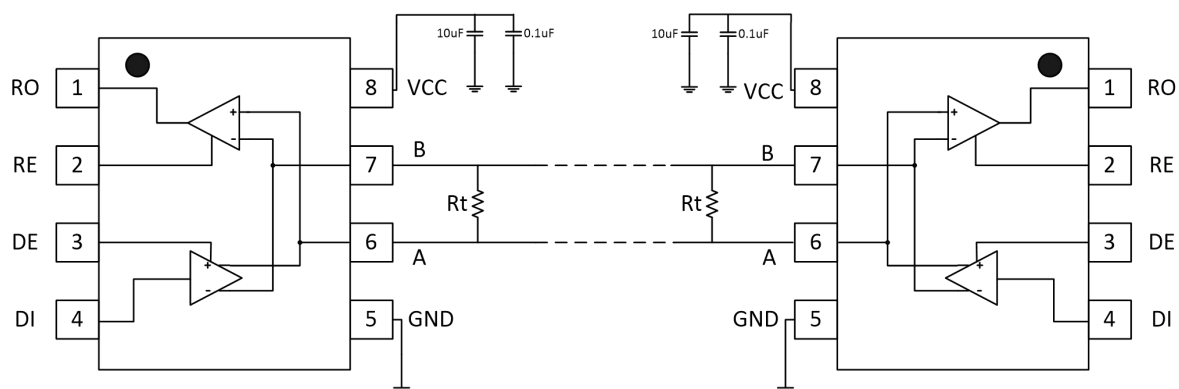 10uF 0.1uF 10uF 0.1uF
RO 1 8 VCC VCC 8 1 RO
RE 2 7 B B 7 2 RE
Rt Rt
DE 3 6 A A 6 3 DE
DI 4 5 GND GND 5 4 DI
+ - + -
+ - + -